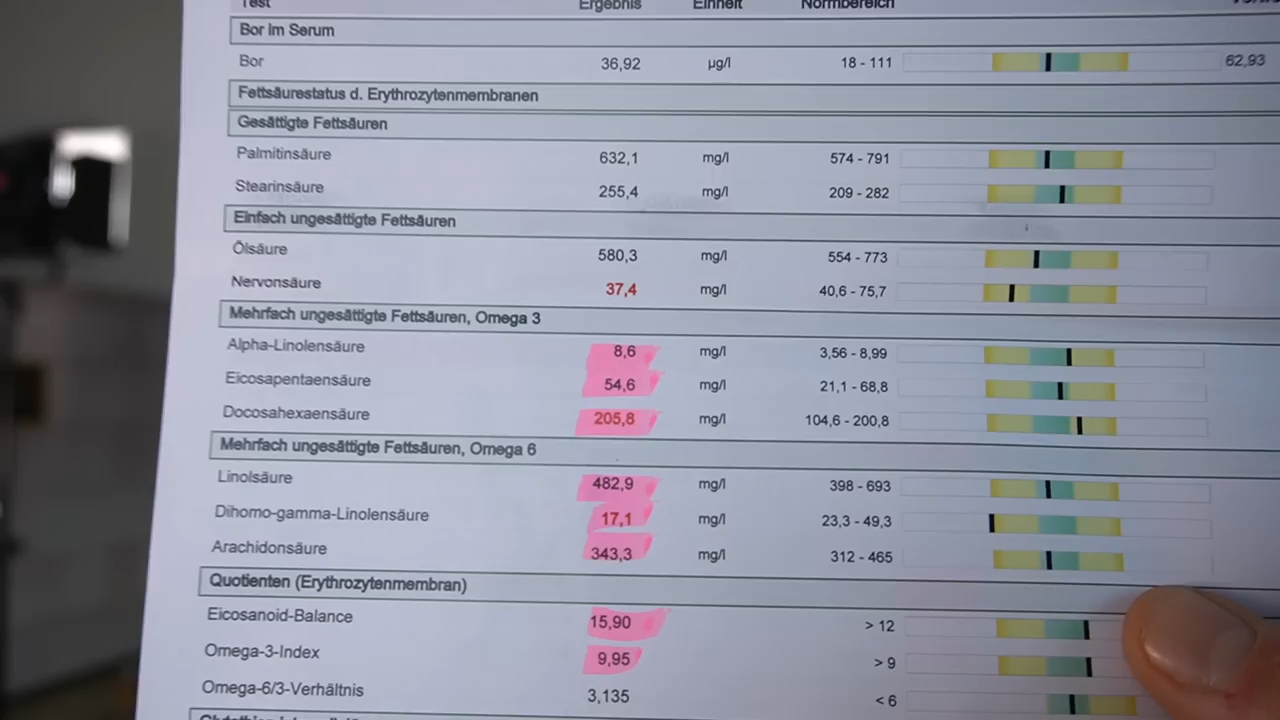 Test Ergebnis Einheit Normbereich
Bor im Serum
Bor 36,92 µg/l 18 - 111 62,93
Fettsäurestatus d. Erythrozytenmembranen
Gesättigte Fettsäuren
Palmitinsäure 632,1 mg/l 574 - 791
Stearinsäure 255,4 mg/l 209 - 282
Einfach ungesättigte Fettsäuren
Ölsäure 580,3 mg/l 554 - 773
Nervonsäure 37,4 mg/l 40,6 - 75,7
Mehrfach ungesättigte Fettsäuren, Omega 3
Alpha-Linolensäure 8,6 mg/l 3,56 - 8,99
Eicosapentaensäure 54,6 mg/l 21,1 - 68,8
Docosahexaensäure 205,8 mg/l 104,6 - 200,8
Mehrfach ungesättigte Fettsäuren, Omega 6
Linolsäure 482,9 mg/l 398 - 693
Dihomo-gamma-Linolensäure 17,1 mg/l 23,3 - 49,3
Arachidonsäure 343,3 mg/l 312 - 465
Quotienten (Erythrozytenmembran)
Eicosanoid-Balance 15,90 > 12
Omega-3-Index 9,95 > 9
Omega-6/3-Verhältnis 3,135 < 6